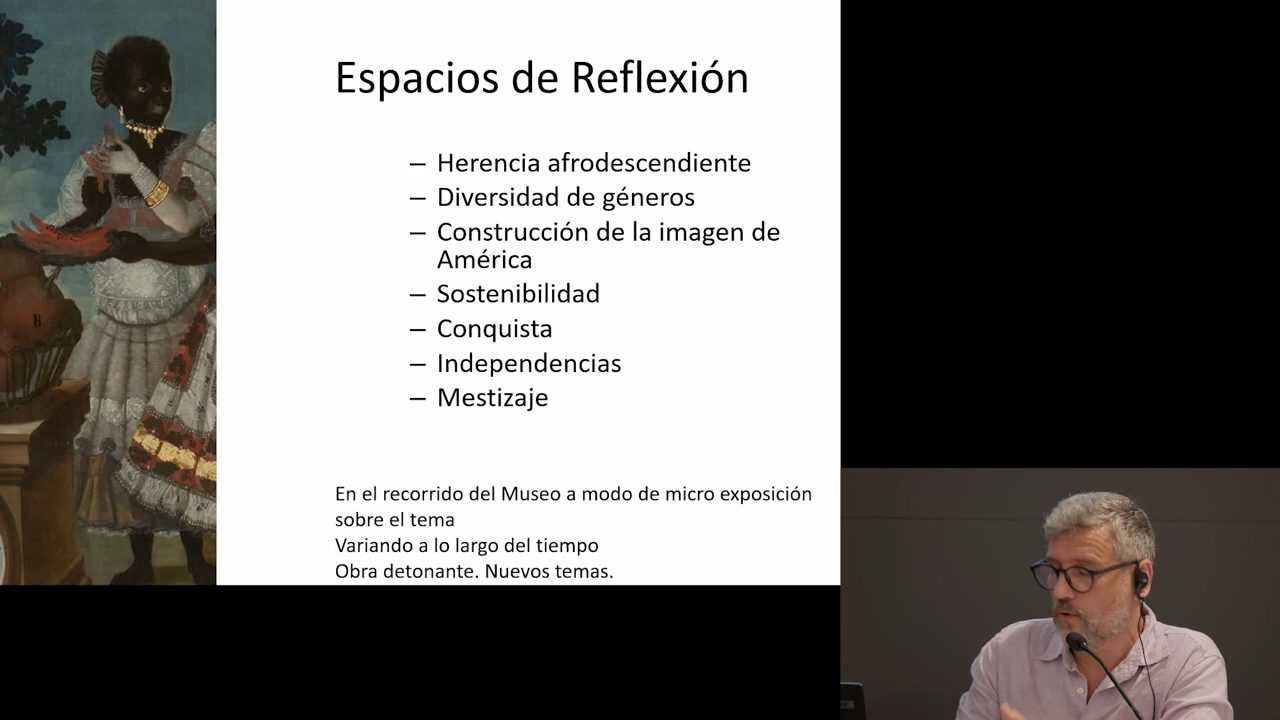 Espacios de Reflexión
– Herencia afrodescendiente
– Diversidad de géneros
– Construcción de la imagen de
América
– Sostenibilidad
– Conquista
– Independencias
– Mestizaje
En el recorrido del Museo a modo de micro exposición
sobre el tema
Variando a lo largo del tiempo
Obra detonante. Nuevos temas.
B